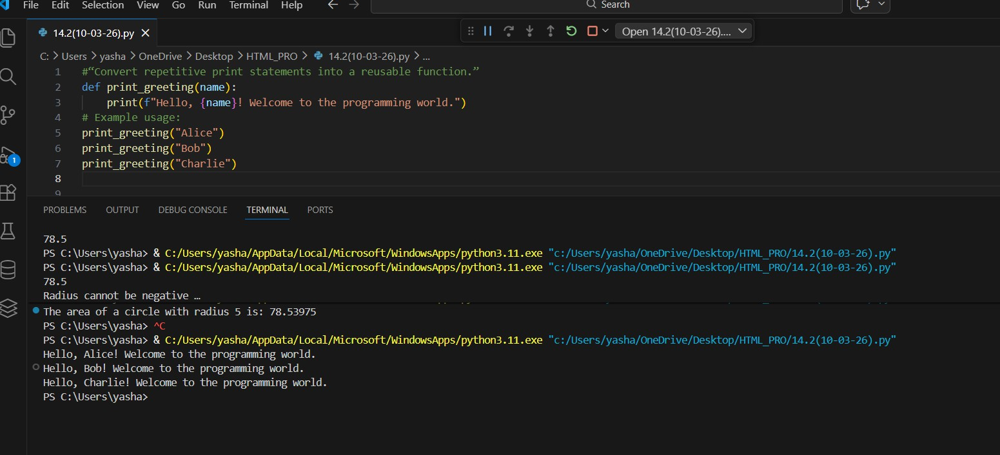 File Edit Selection View Go Run Terminal Help Search
14.2(10-03-26).py Open 14.2(10-03-26)....
C: > Users > yasha > OneDrive > Desktop > HTML_PRO > 14.2(10-03-26).py > ...
1 #“Convert repetitive print statements into a reusable function.”
2 def print_greeting(name):
3 print(f"Hello, {name}! Welcome to the programming world.")
4 # Example usage:
5 print_greeting("Alice")
6 print_greeting("Bob")
7 print_greeting("Charlie")
8
9
1
PROBLEMS OUTPUT DEBUG CONSOLE TERMINAL PORTS
78.5
PS C:\Users\yasha> & C:/Users/yasha/AppData/Local/Microsoft/WindowsApps/python3.11.exe "c:/Users/yasha/OneDrive/Desktop/HTML_PRO/14.2(10-03-26).py"
PS C:\Users\yasha> & C:/Users/yasha/AppData/Local/Microsoft/WindowsApps/python3.11.exe "c:/Users/yasha/OneDrive/Desktop/HTML_PRO/14.2(10-03-26).py"
78.5
Radius cannot be negative …
The area of a circle with radius 5 is: 78.53975
PS C:\Users\yasha> ^C
PS C:\Users\yasha> & C:/Users/yasha/AppData/Local/Microsoft/WindowsApps/python3.11.exe "c:/Users/yasha/OneDrive/Desktop/HTML_PRO/14.2(10-03-26).py"
Hello, Alice! Welcome to the programming world.
Hello, Bob! Welcome to the programming world.
Hello, Charlie! Welcome to the programming world.
PS C:\Users\yasha>